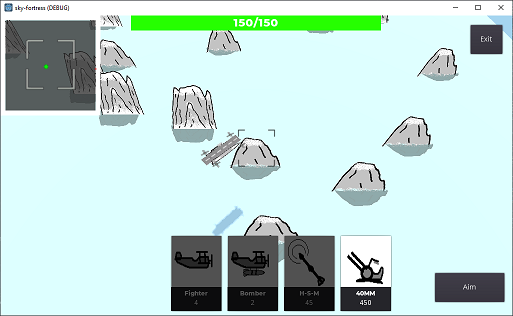 sky-fortress (DEBUG)
150/150
Exit
Fighter
4
Bomber
2
H-S-M
45
40MM
450
Aim